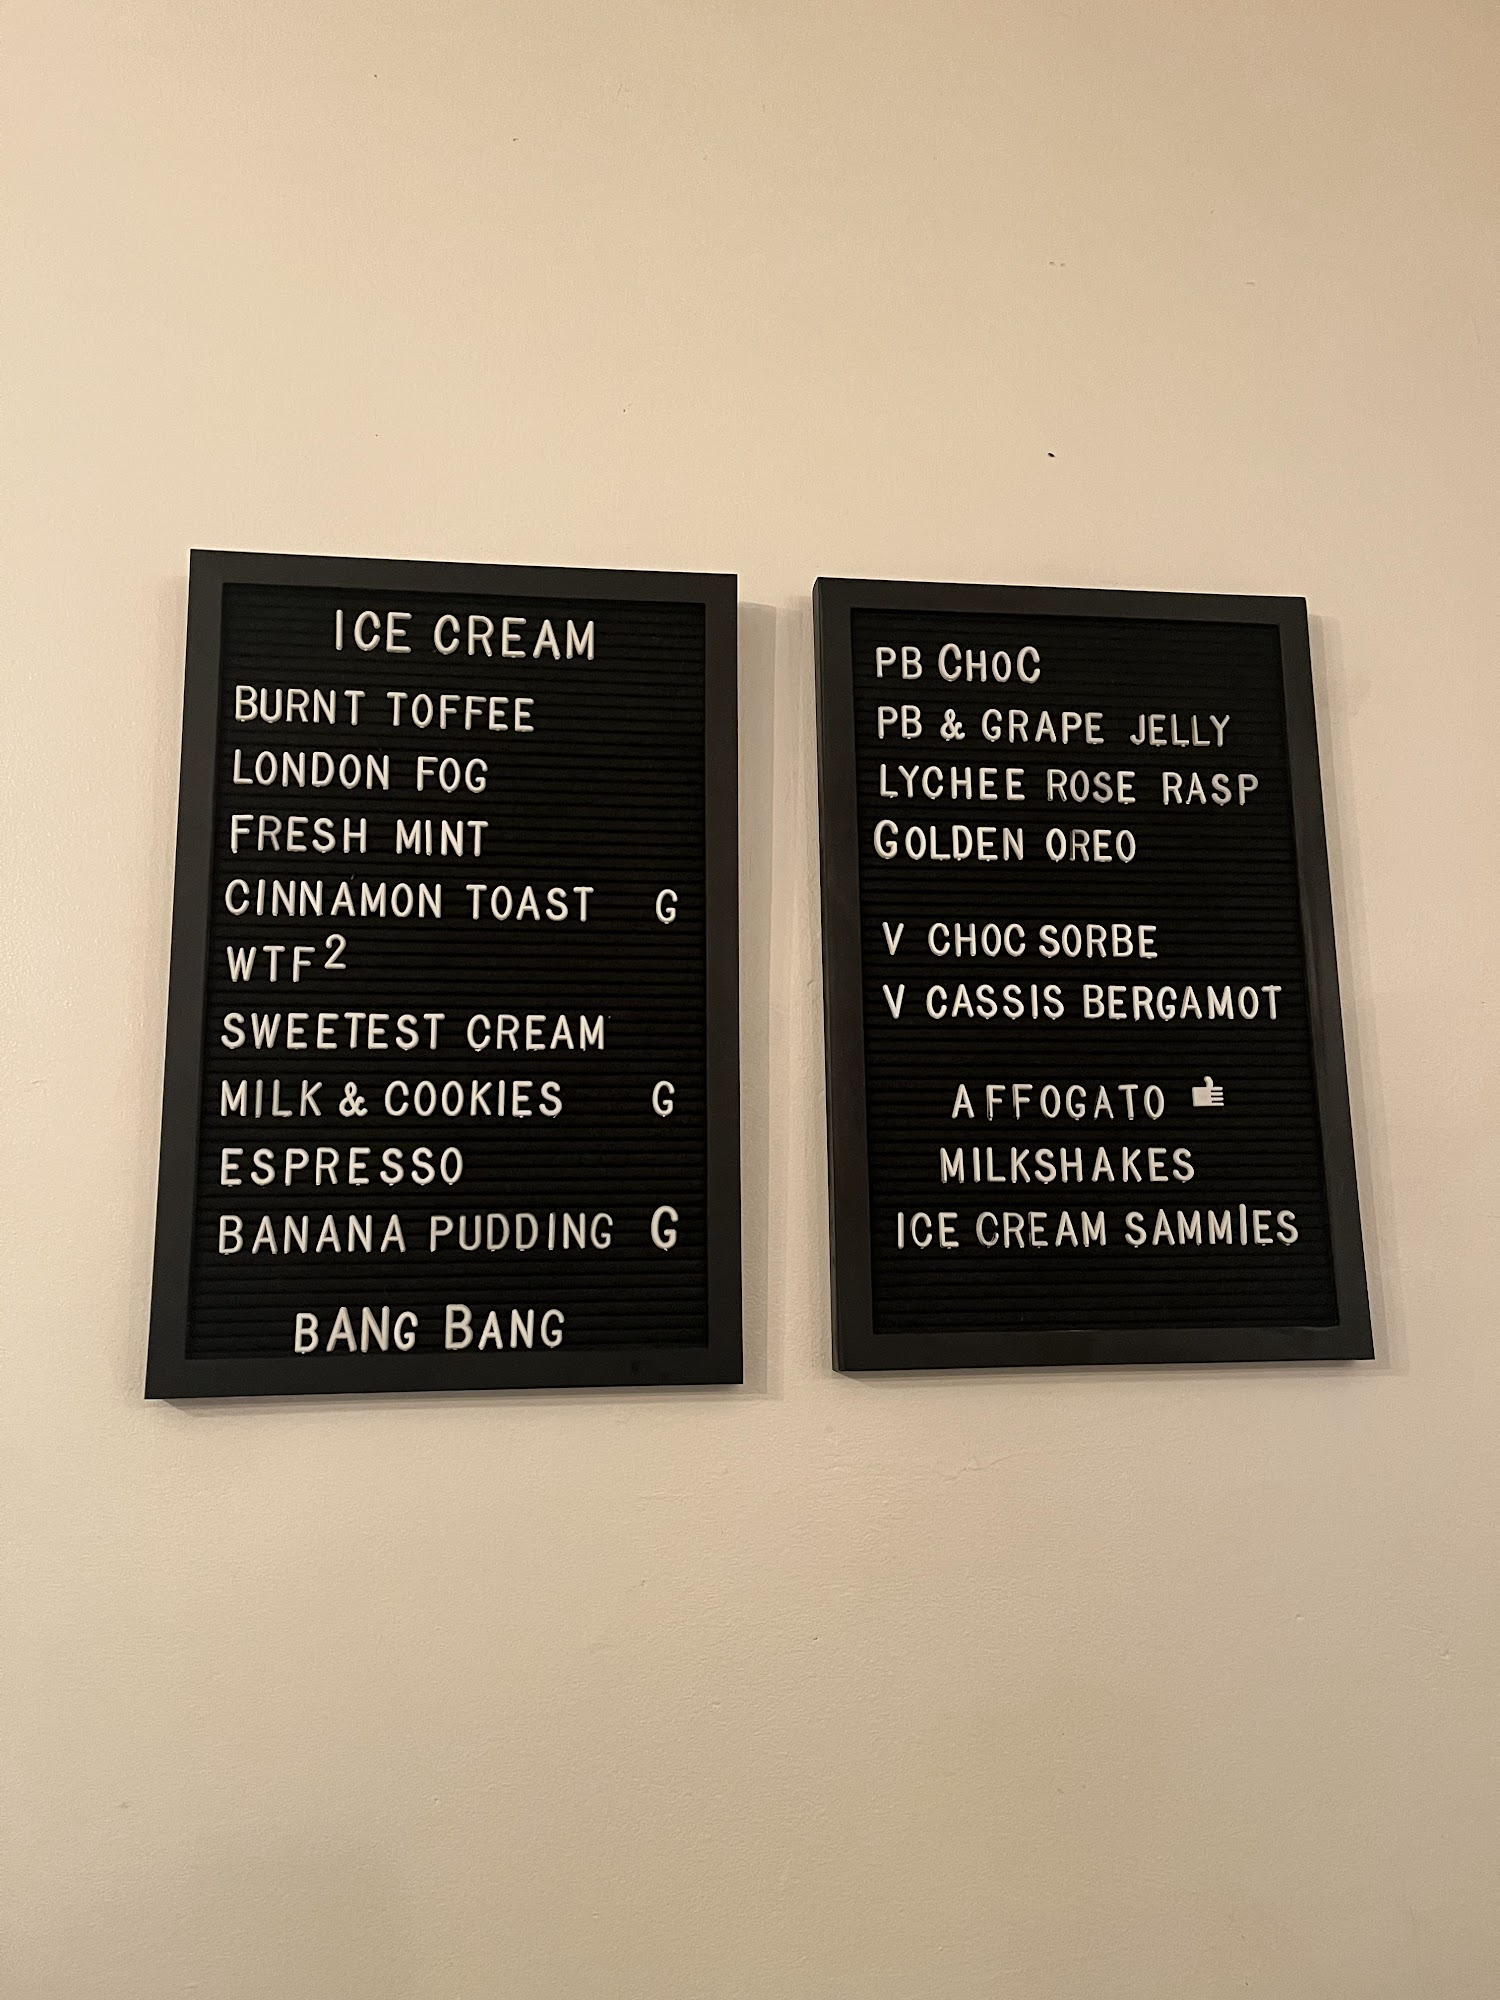 ICE CREAM
BURNT TOFFEE
LONDON FOG
FRESH MINT
CINNAMON TOAST G
WTF2
SWEETEST CREAM
MILK & COOKIES G
ESPRESSO
BANANA PUDDING G
BANG BANG
PB CHOC
PB & GRAPE JELLY
LYCHEE ROSE RASP
GOLDEN OREO
V CHOC SORBE
V CASSIS BERGAMOT
AFFOGATO 👍
MILKSHAKES
ICE CREAM SAMMIES